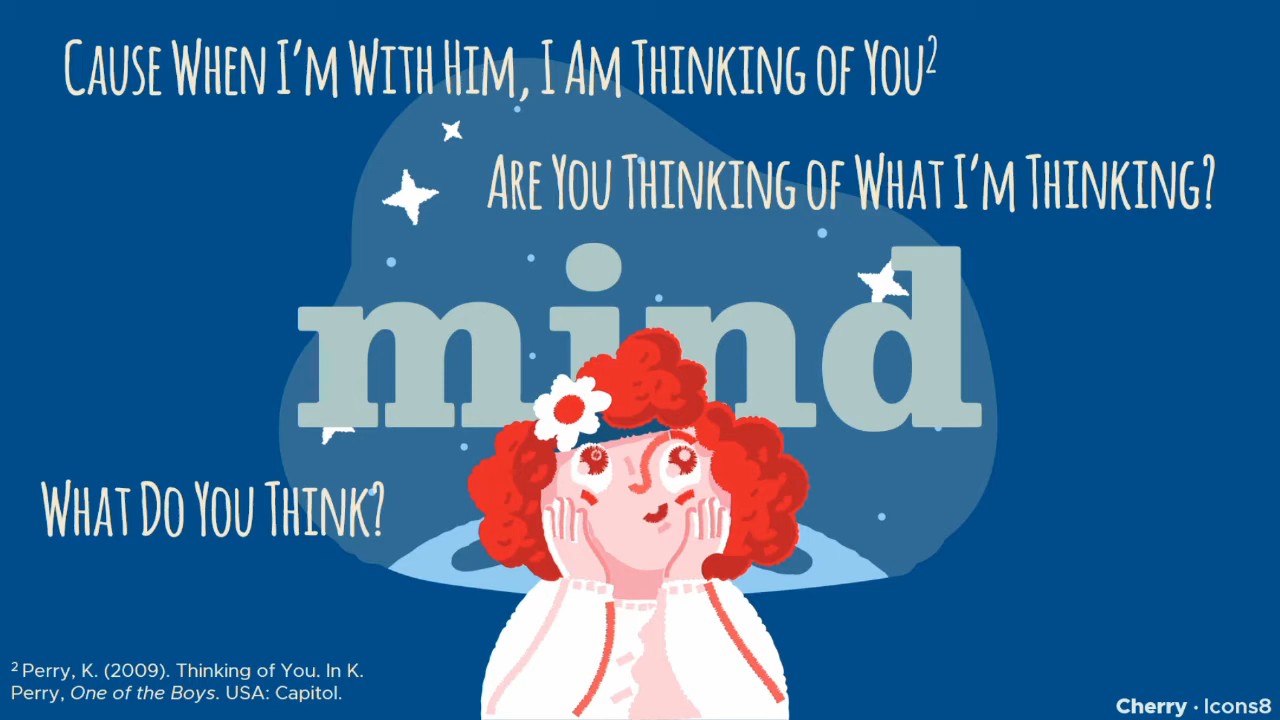 Cause When I'm With Him, I Am Thinking of You²
Are You Thinking of What I'm Thinking?
mind
What Do You Think?
² Perry, K. (2009). Thinking of You. In K.
Perry, One of the Boys. USA: Capitol.
Cherry · Icons8